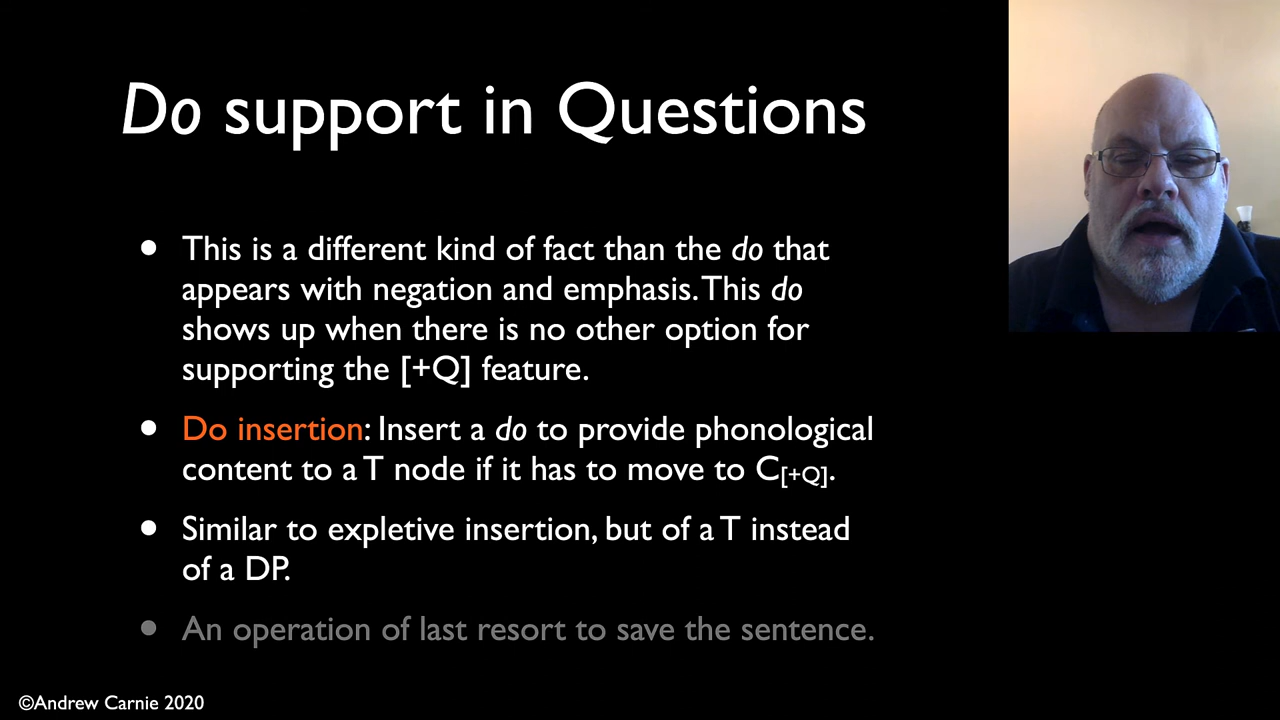 Do support in Questions
• This is a different kind of fact than the do that
appears with negation and emphasis. This do
shows up when there is no other option for
supporting the [+Q] feature.
• Do insertion: Insert a do to provide phonological
content to a T node if it has to move to C[+Q].
• Similar to expletive insertion, but of a T instead
of a DP.
• An operation of last resort to save the sentence.
©Andrew Carnie 2020